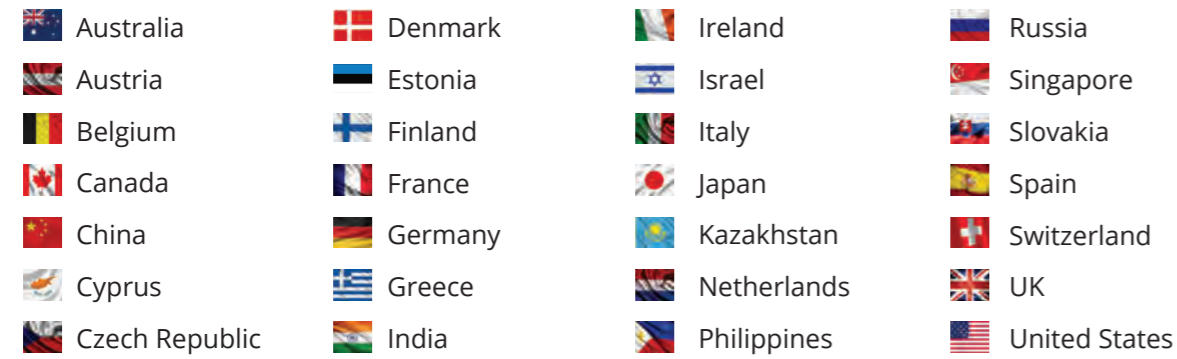 Australia
Austria
Belgium
Canada
China
Cyprus
Czech Republic
Denmark
Estonia
Finland
France
Germany
Greece
India
Ireland
Israel
Italy
Japan
Kazakhstan
Netherlands
Philippines
Russia
Singapore
Slovakia
Spain
Switzerland
UK
United States